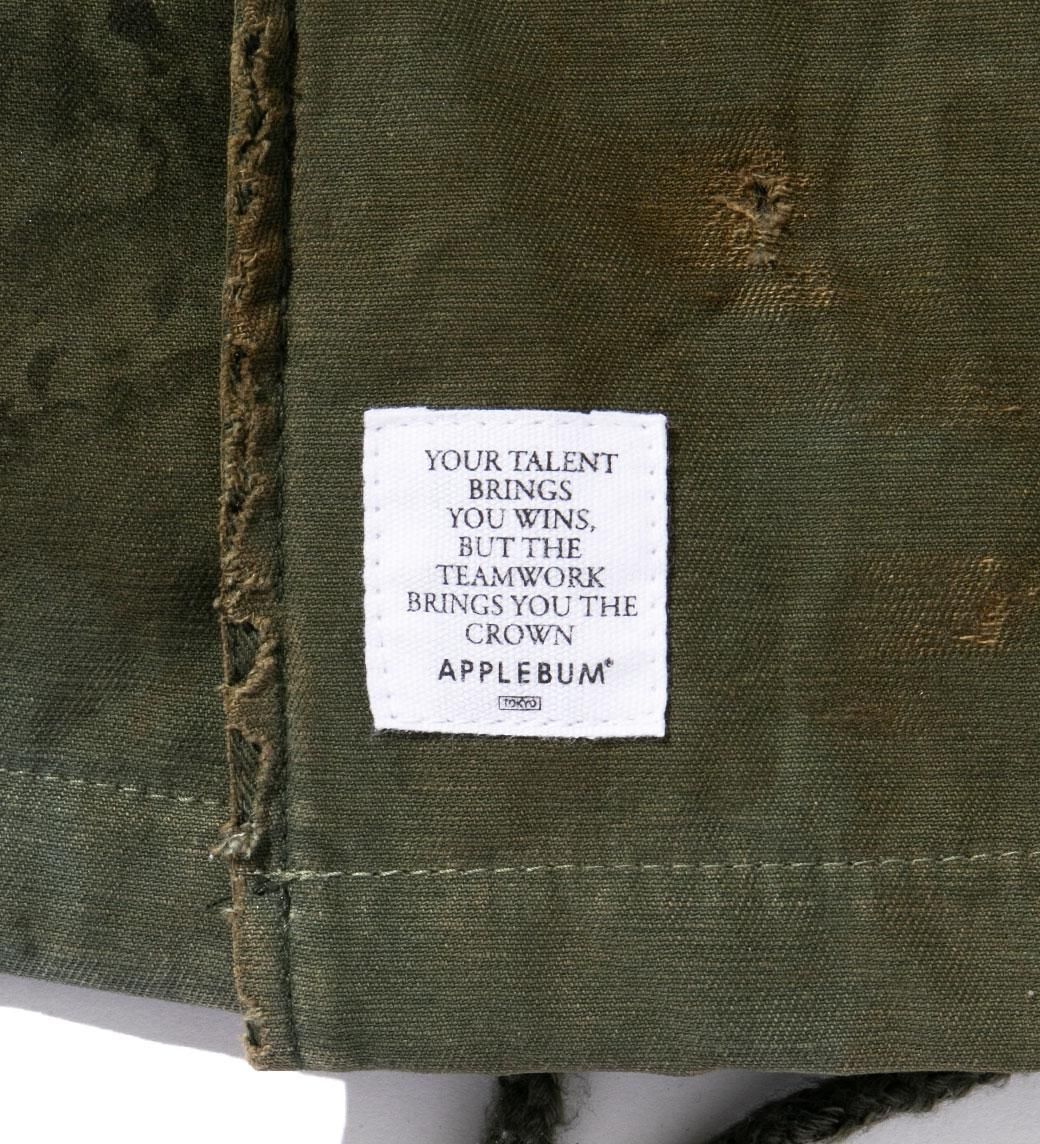 YOUR TALENT
BRINGS
YOU WINS,
BUT THE
TEAMWORK
BRINGS YOU THE
CROWN
APPLEBUM®
TOKYO